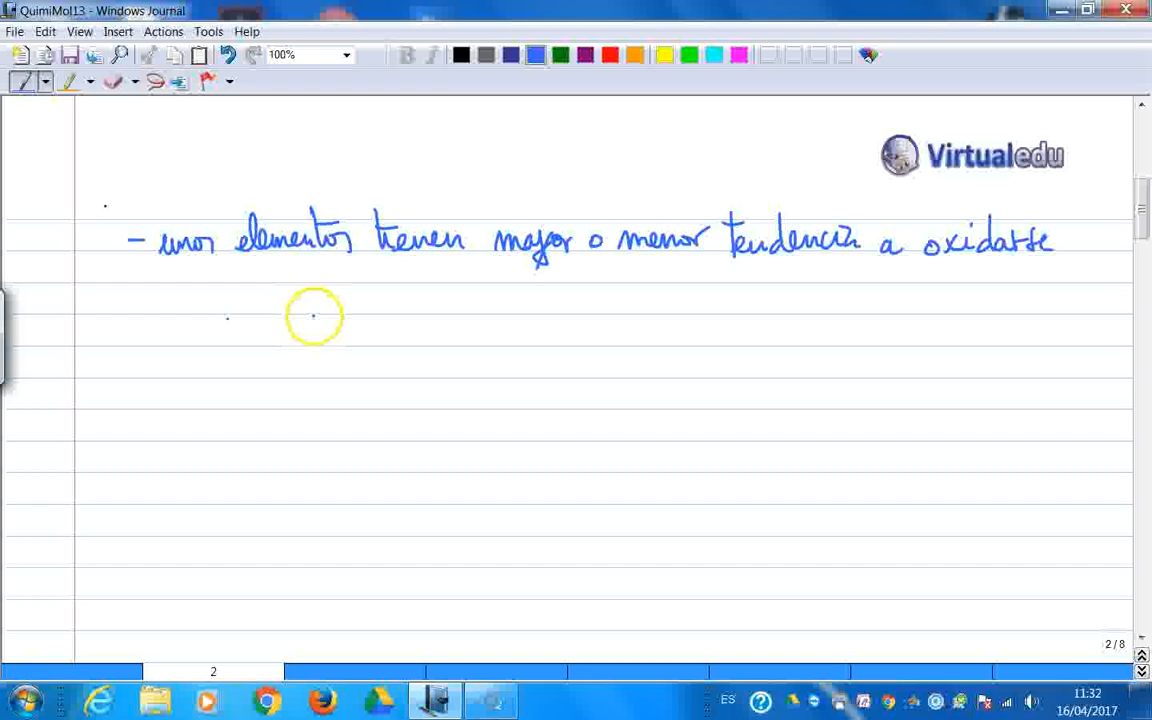 QuimiMol13 - Windows Journal
File Edit View Insert Actions Tools Help
100%
B I
Virtualedu
- unos elementos tienen mayor o menor tendencia a oxidarse
2 / 8
2
ES
11:32
16/04/2017